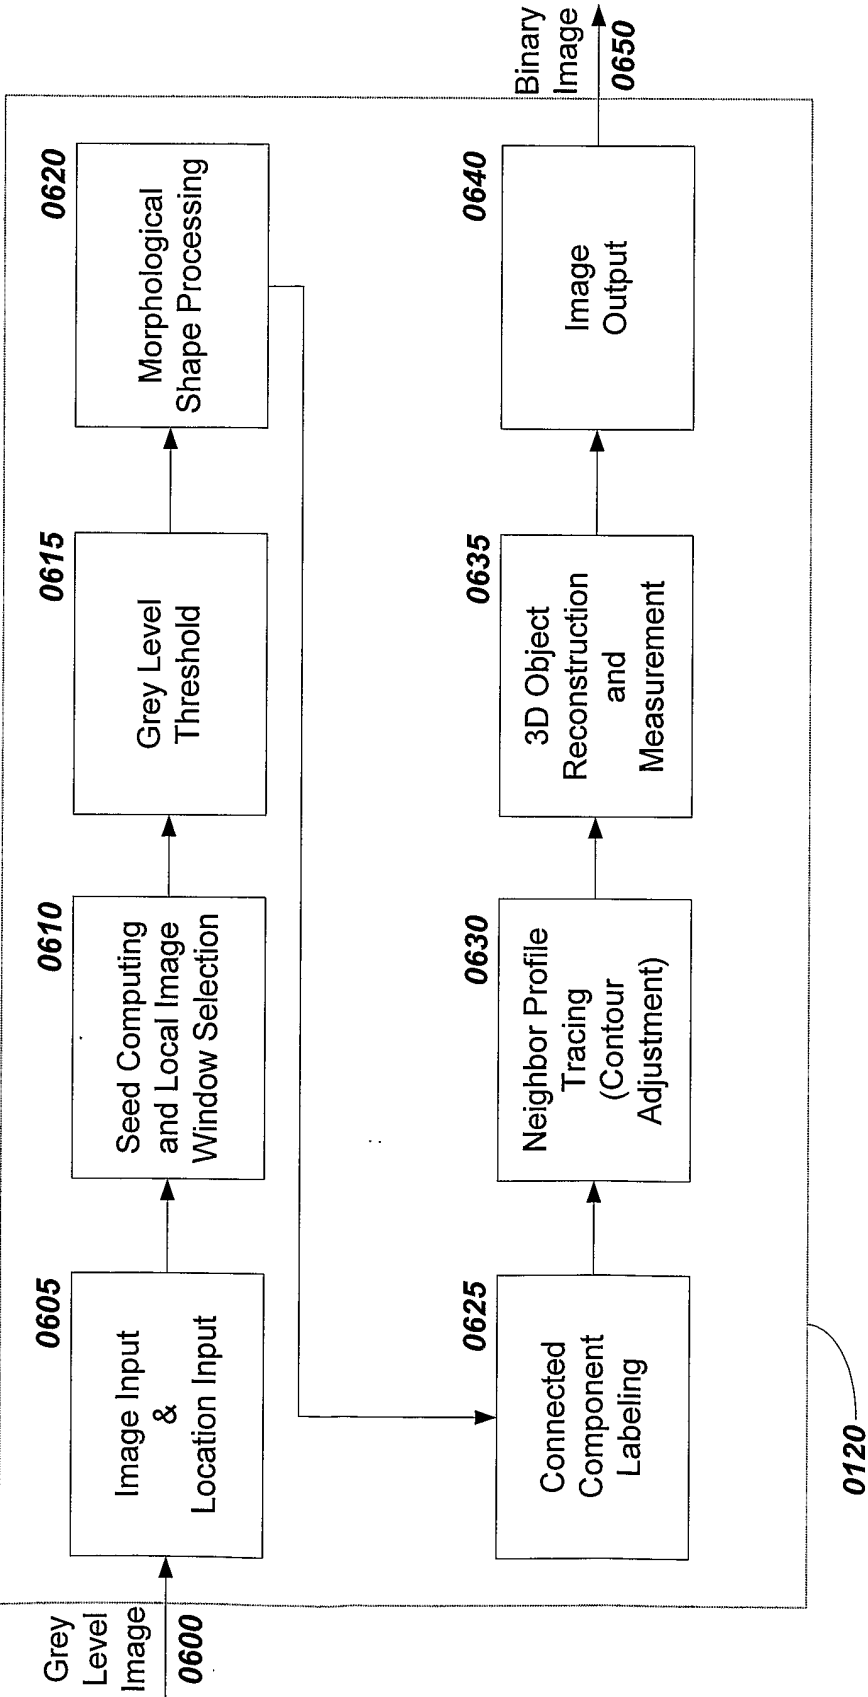 Grey
Level
Image
0600
0605
Image Input
&
Location Input
0610
Seed Computing
and Local Image
Window Selection
0615
Grey Level
Threshold
0620
Morphological
Shape Processing
0625
Connected
Component
Labeling
0630
Neighbor Profile
Tracing
(Contour
Adjustment)
0635
3D Object
Reconstruction
and
Measurement
0640
Image
Output
Binary
Image
0650
0120